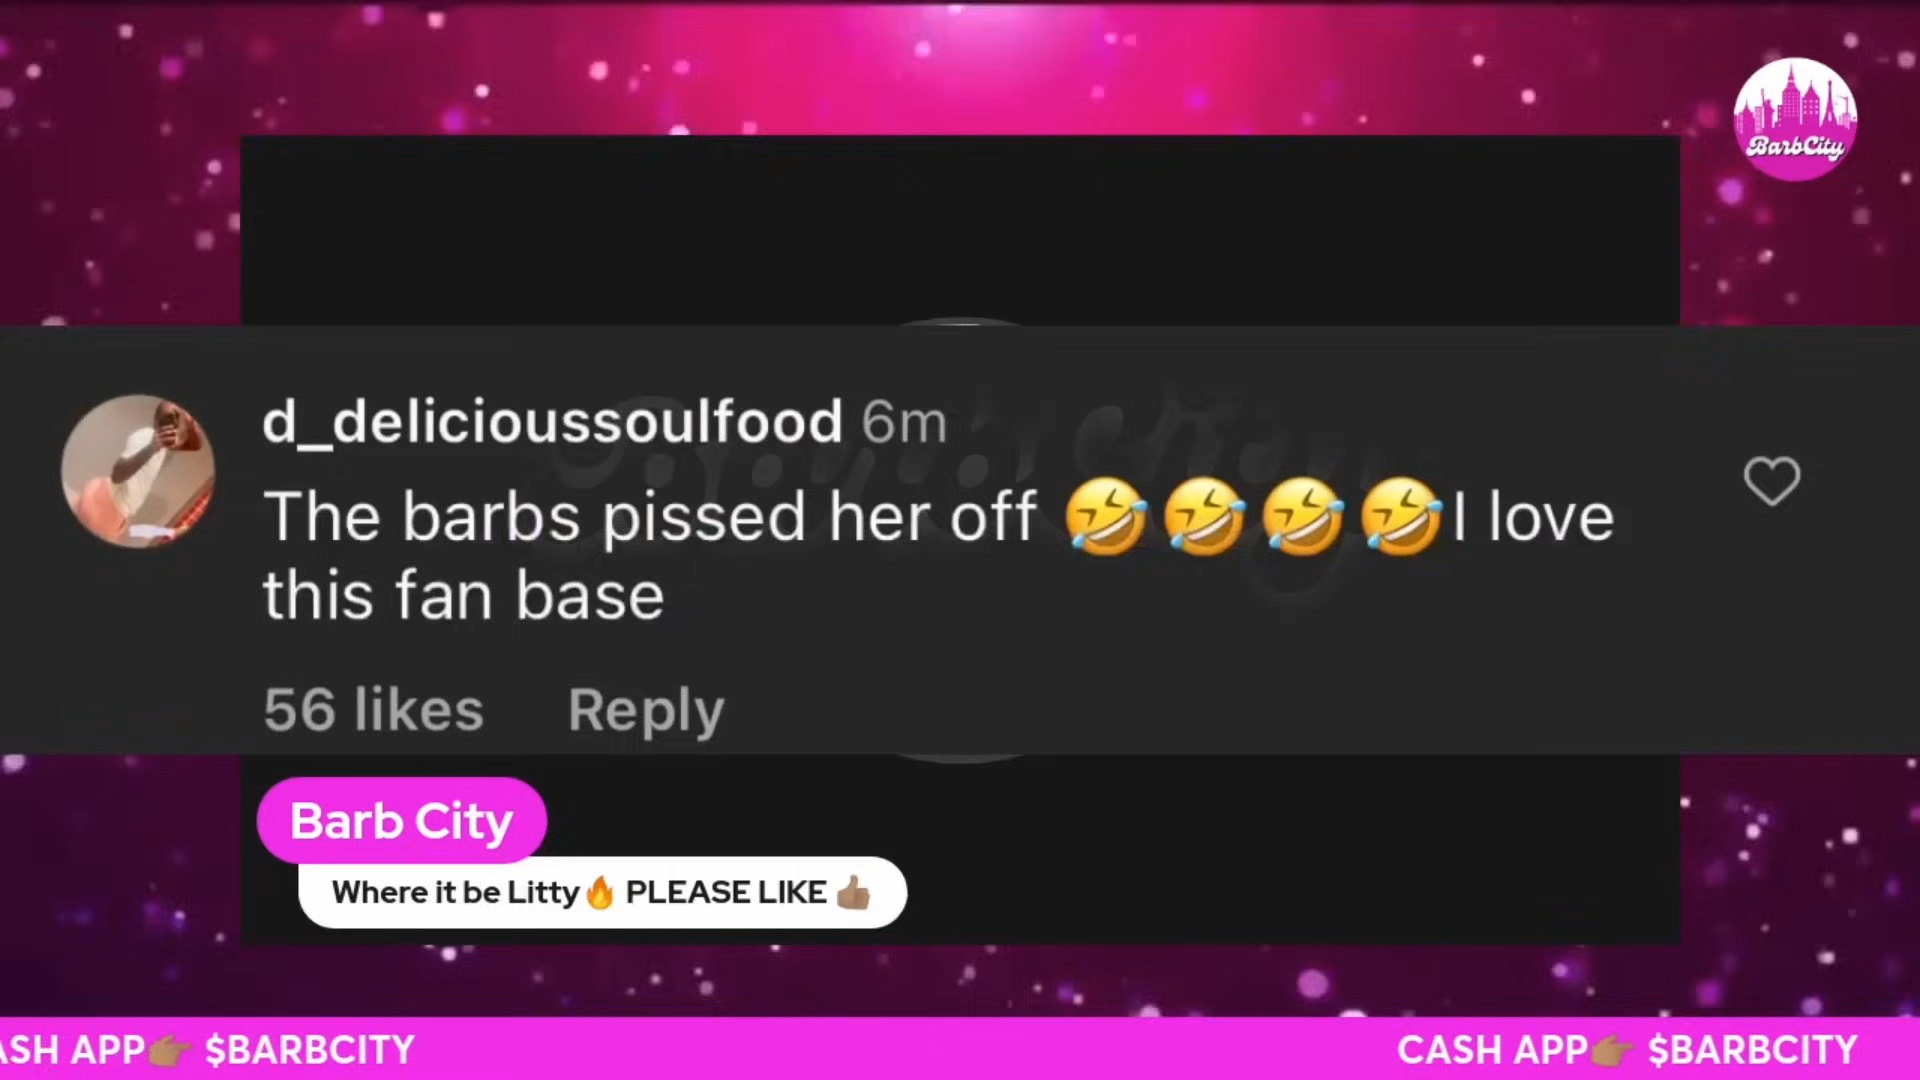 BarbCity
d_delicioussoulfood 6m
The barbs pissed her off 🤣🤣🤣🤣I love
this fan base
56 likes Reply
Barb City
Where it be Litty🔥 PLEASE LIKE 👍🏽
ASH APP👉🏽 $BARBCITY CASH APP👉🏽 $BARBCITY